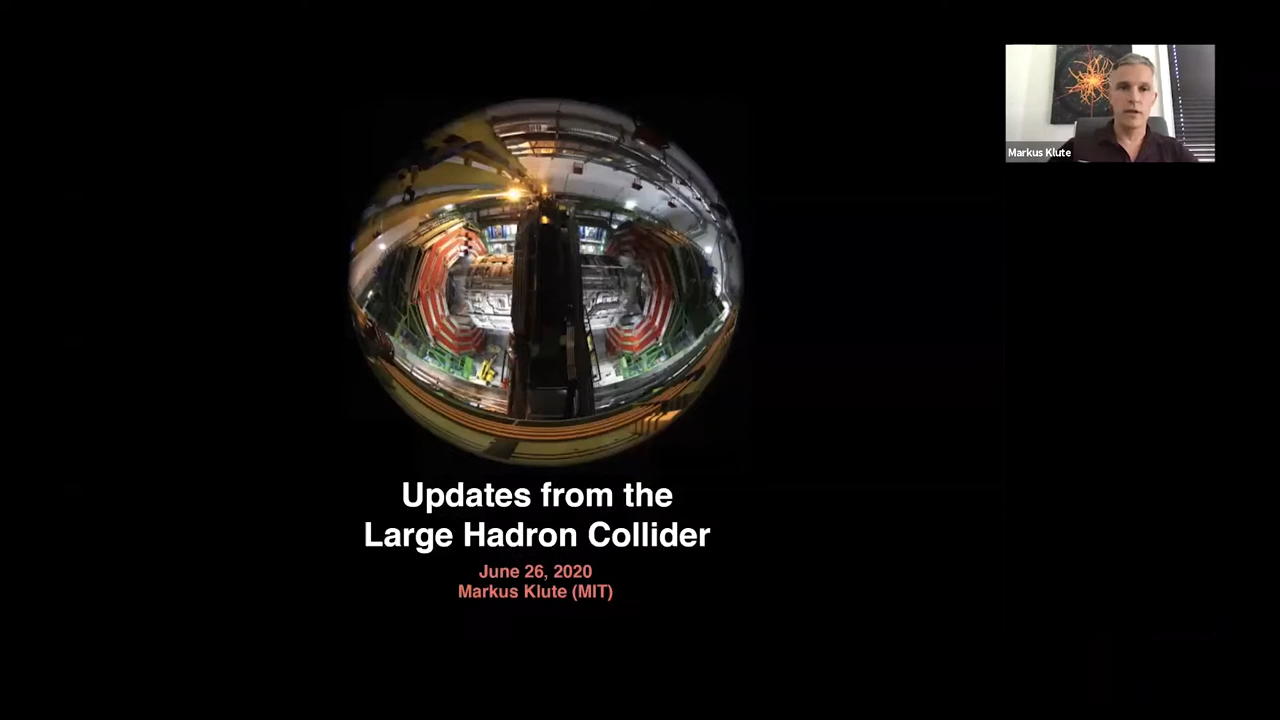 Markus Klute
Updates from the
Large Hadron Collider
June 26, 2020
Markus Klute (MIT)